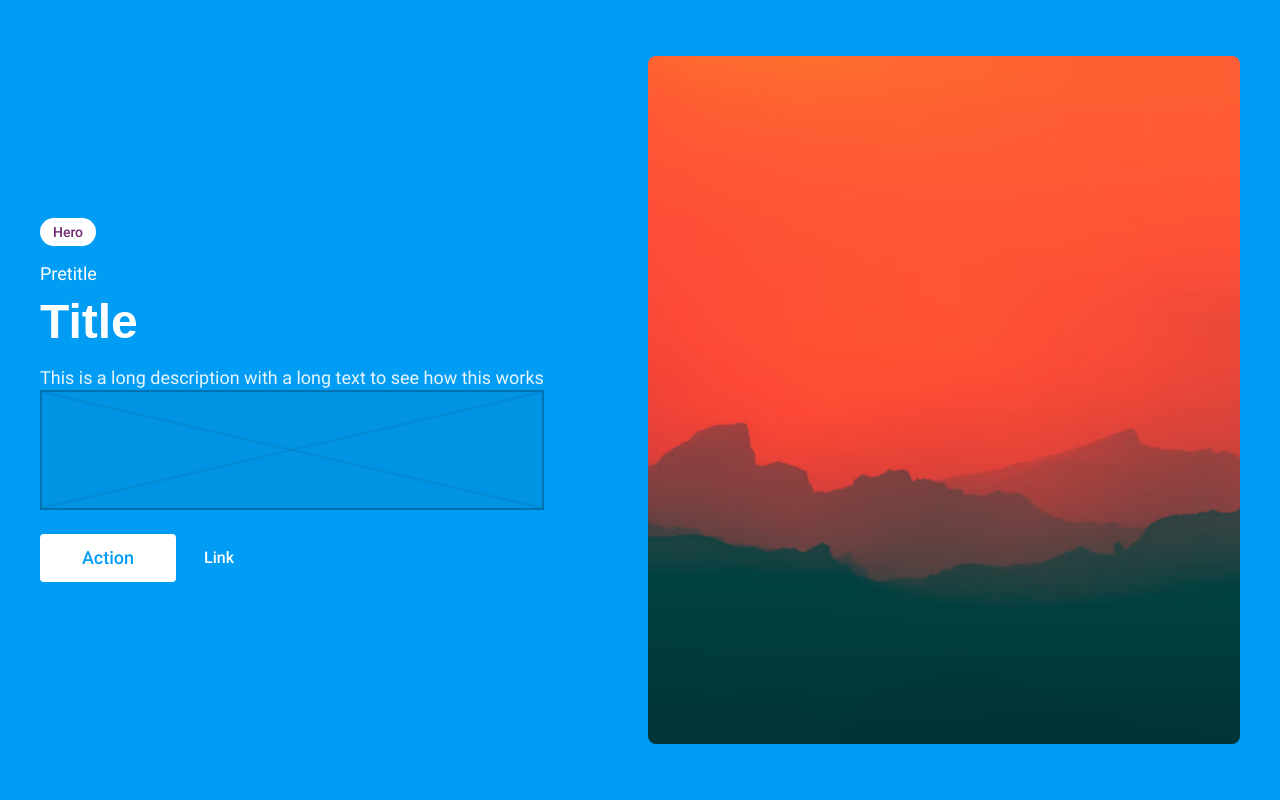 Hero
Pretitle
Title
This is a long description with a long text to see how this works
Action
Link